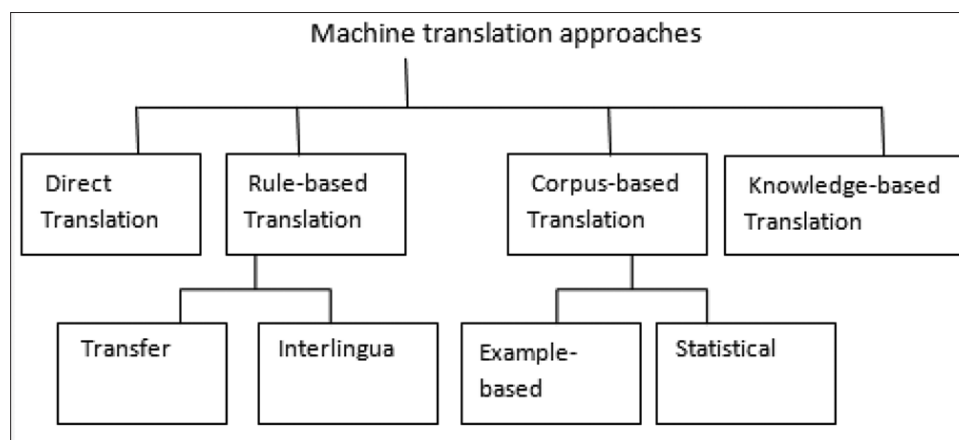 Machine translation approaches
Direct
Translation
Rule-based
Translation
Corpus-based
Translation
Knowledge-based
Translation
Transfer
Interlingua
Example-
based
Statistical